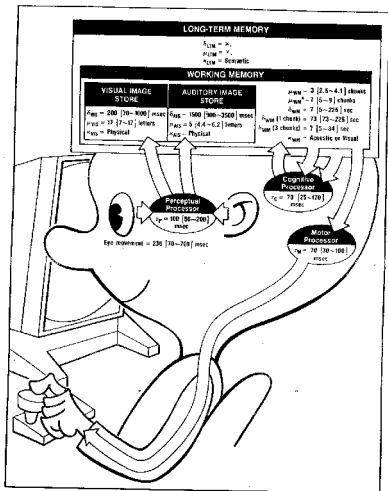 LONG-TERM MEMORY
δLTM = ∞,
μLTM = ∞,
κLTM = Semantic
WORKING MEMORY
VISUAL IMAGE
STORE
δVIS = 200 [70~1000] msec
μVIS = 17 [7~17] letters
κVIS = Physical
AUDITORY IMAGE
STORE
δAIS = 1500 [900~3500] msec
μAIS = 5 [4.4~6.2] letters
= Physical
μWM = 3 [2.5~4.1] chunks
μWM* = 7 [5~9] chunks
δWM = 7 [5~226] sec
δWM (1 chunk) = 73 [73~226] sec
δWM (3 chunks) = 7 [5~34] sec
= Acoustic or Visual
Perceptual
Processor
τP = 100 [50~200]
msec
Cognitive
Processor
τC = 70 [25~170]
msec
Motor
Processor
τM = 70 [30~100]
msec
Eye movement = 230 [70~700] msec